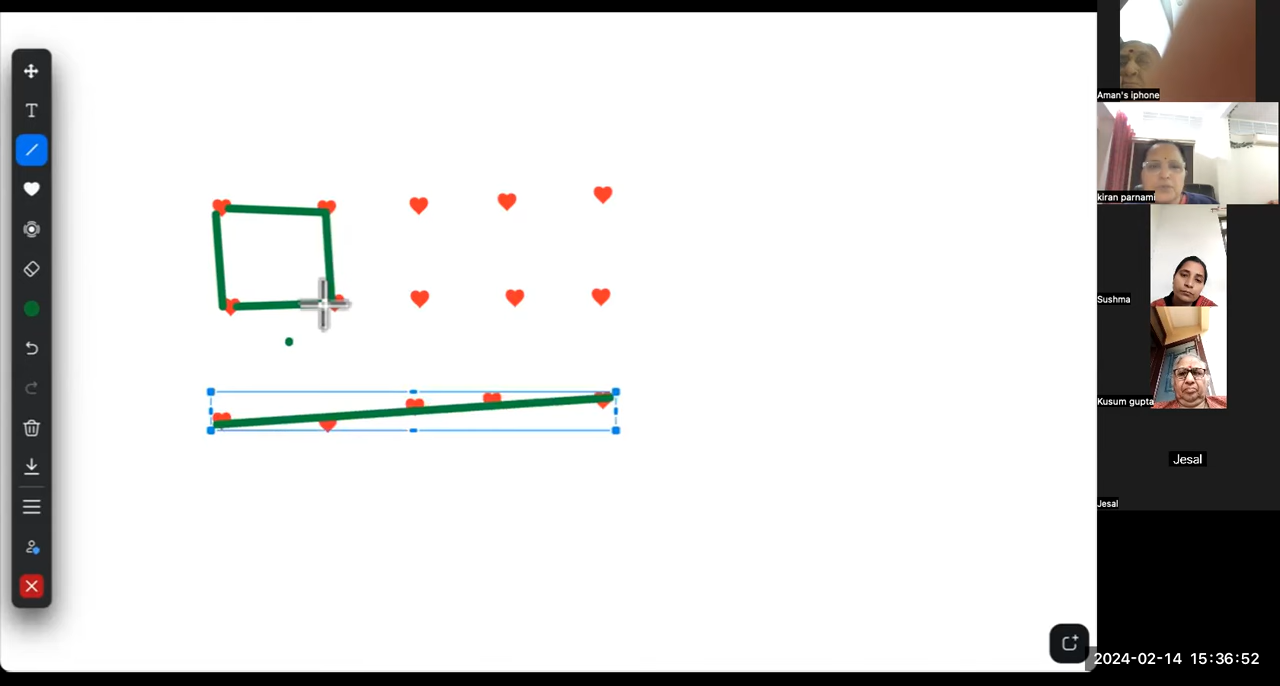 T
Aman's iphone
kiran parnami
Sushma
Kusum gupta
Jesal
Jesal
2024-02-14 15:36:52